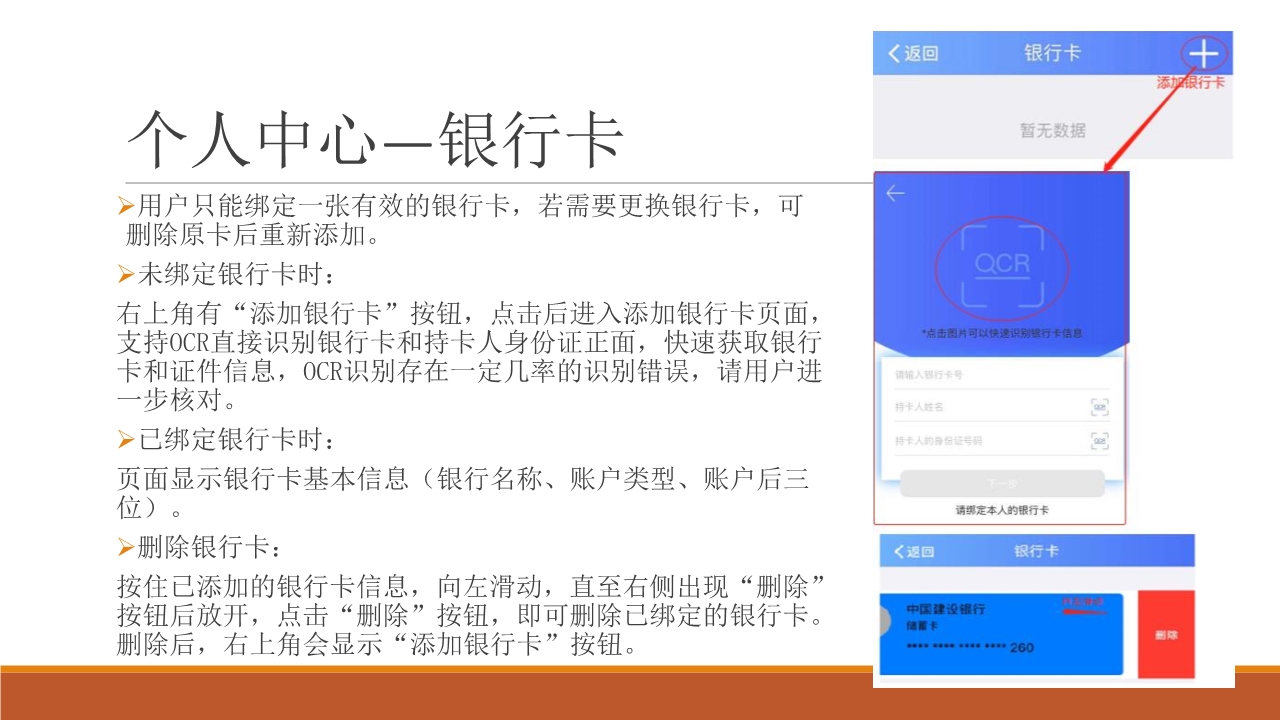 个人中心—银行卡
用户只能绑定一张有效的银行卡，若需要更换银行卡，可
删除原卡后重新添加。
未绑定银行卡时：
右上角有“添加银行卡”按钮，点击后进入添加银行卡页面，
支持OCR直接识别银行卡和持卡人身份证正面，快速获取银行
卡和证件信息，OCR识别存在一定几率的识别错误，请用户进
一步核对。
已绑定银行卡时：
页面显示银行卡基本信息（银行名称、账户类型、账户后三
位）。
删除银行卡：
按住已添加的银行卡信息，向左滑动，直至右侧出现“删除”
按钮后放开，点击“删除”按钮，即可删除已绑定的银行卡。
删除后，右上角会显示“添加银行卡”按钮。
返回 银行卡
添加银行卡
暂无数据
OCR
*点击图片可以快速识别银行卡信息
请输入银行卡号
持卡人姓名 OCR
持卡人的身份证号码 OCR
下一步
请绑定本人的银行卡
返回 银行卡
中国建设银行
储蓄卡
**** **** **** **** 260
删除